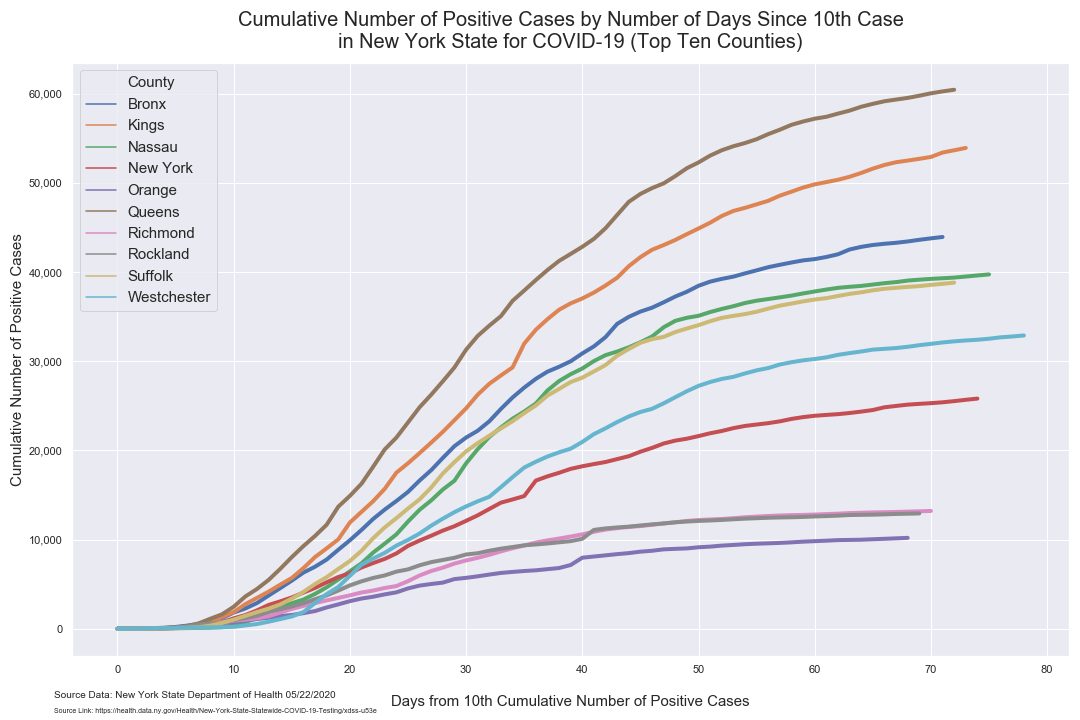 Cumulative Number of Positive Cases by Number of Days Since 10th Case
in New York State for COVID-19 (Top Ten Counties)
County
Bronx
Kings
Nassau
New York
Orange
Queens
Richmond
Rockland
Suffolk
Westchester
Cumulative Number of Positive Cases
60,000
50,000
40,000
30,000
20,000
10,000
0
0 10 20 30 40 50 60 70 80
Days from 10th Cumulative Number of Positive Cases
Source Data: New York State Department of Health 05/22/2020
Source Link: https://health.data.ny.gov/Health/New-York-State-Statewide-COVID-19-Testing/xdss-u53e